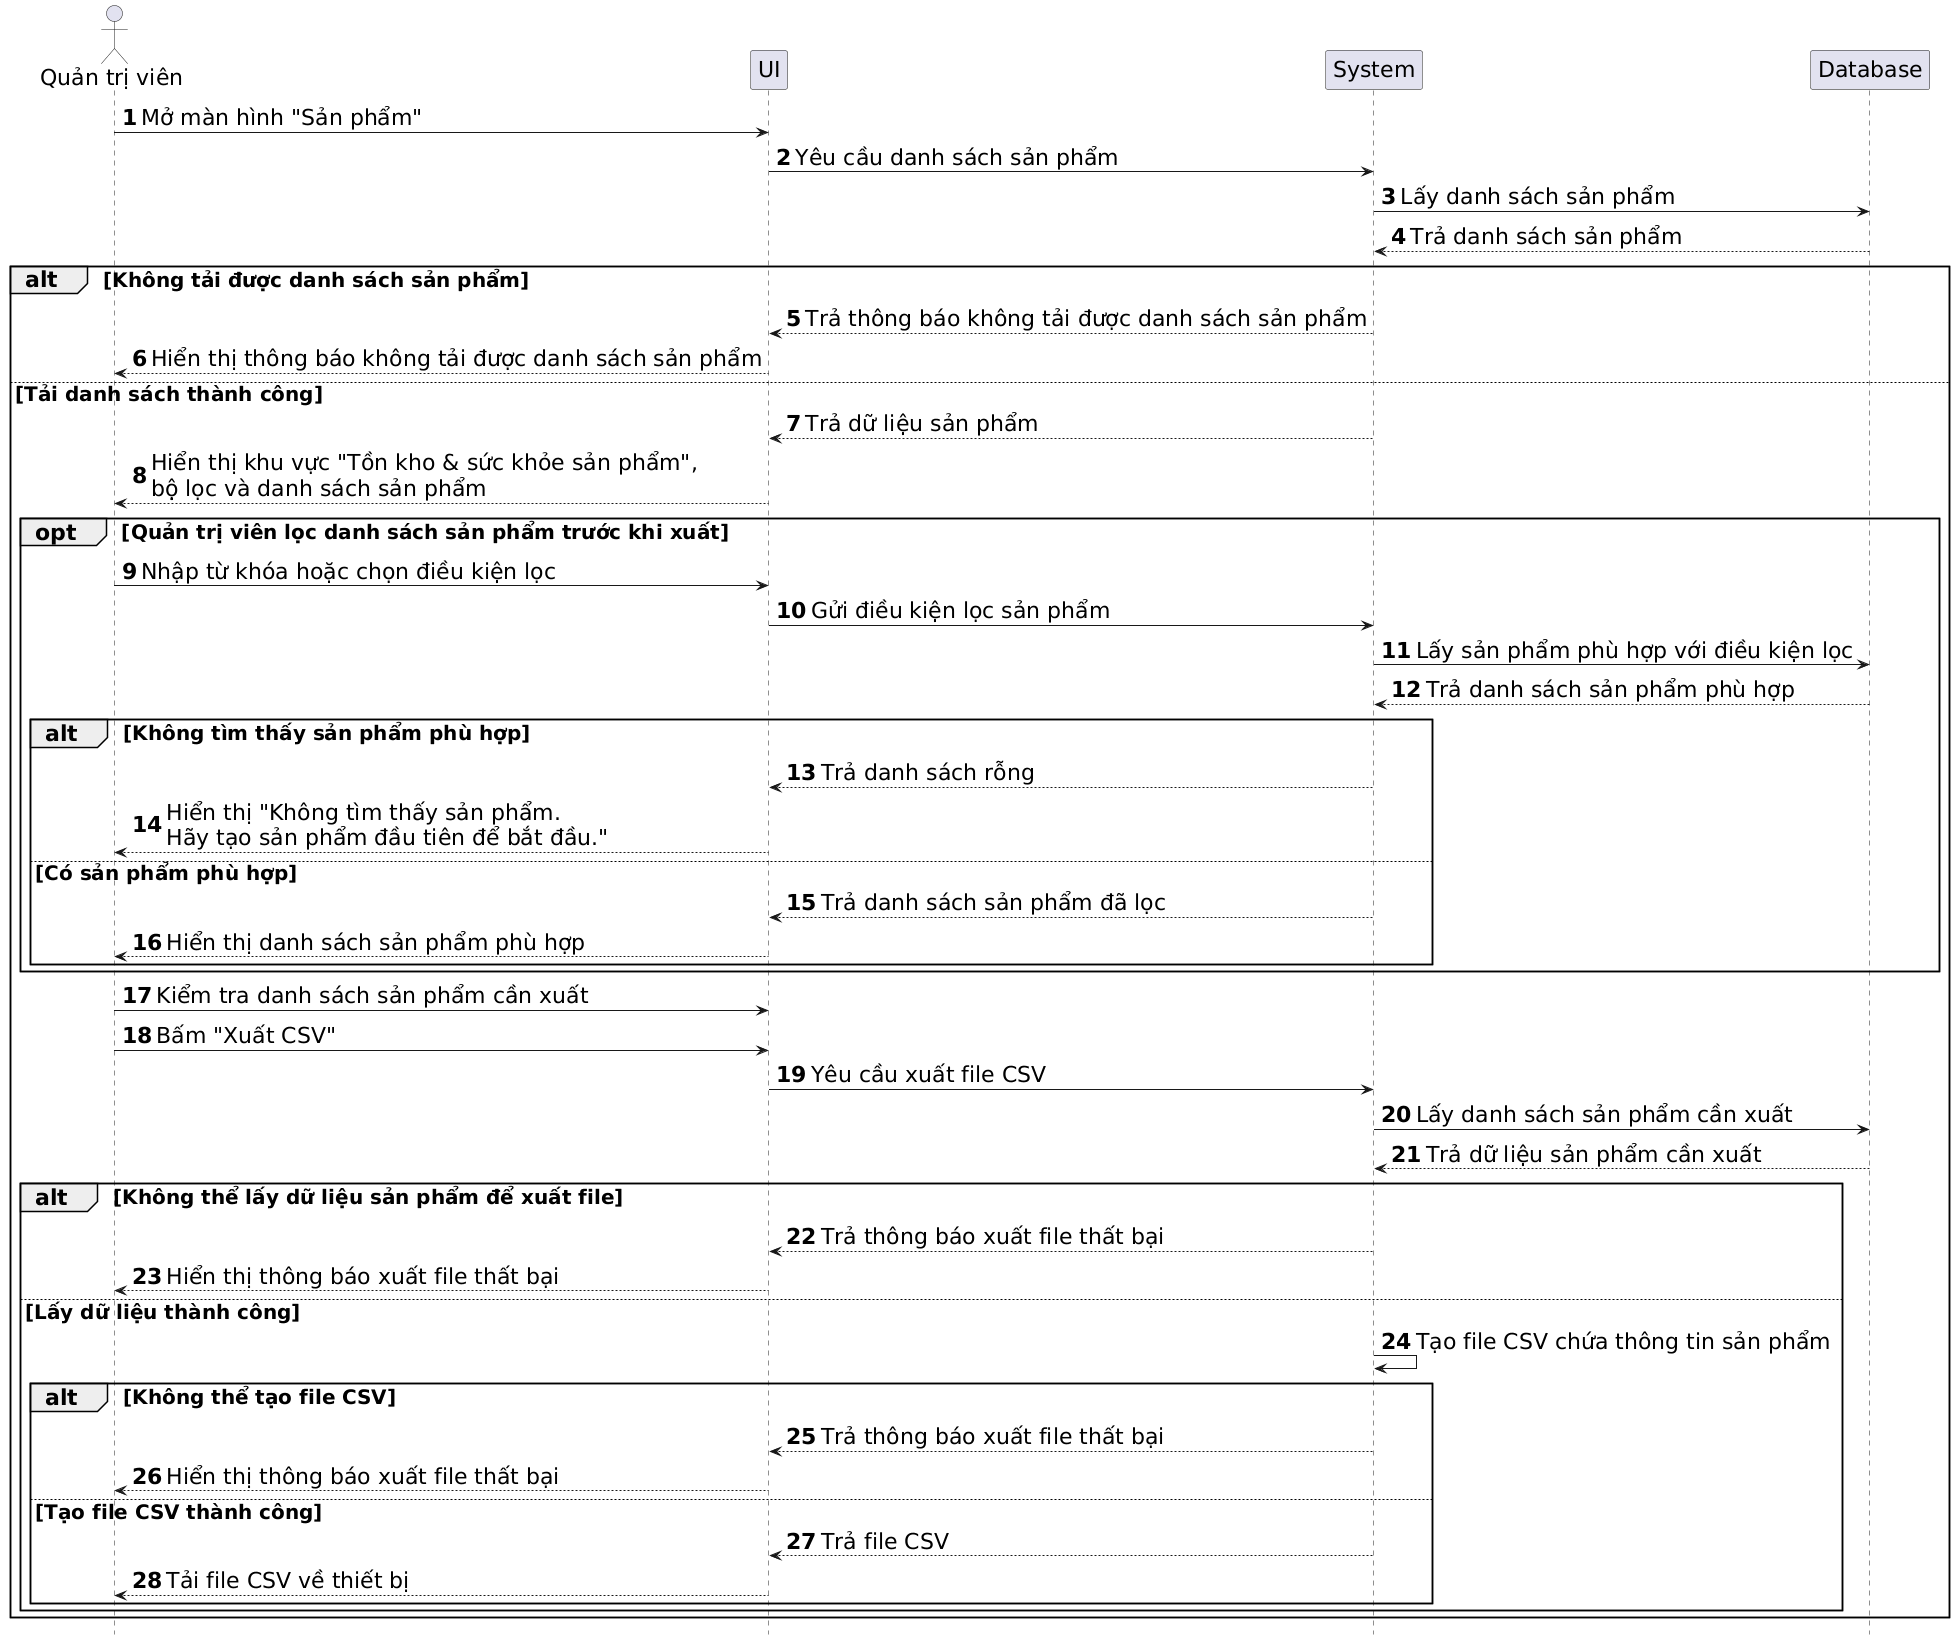 Quản trị viên
UI
System
Database
1 Mở màn hình "Sản phẩm"
2 Yêu cầu danh sách sản phẩm
3 Lấy danh sách sản phẩm
4 Trả danh sách sản phẩm
alt [Không tải được danh sách sản phẩm]
5 Trả thông báo không tải được danh sách sản phẩm
6 Hiển thị thông báo không tải được danh sách sản phẩm
[Tải danh sách thành công]
7 Trả dữ liệu sản phẩm
8 Hiển thị khu vực "Tồn kho & sức khỏe sản phẩm",
bộ lọc và danh sách sản phẩm
opt [Quản trị viên lọc danh sách sản phẩm trước khi xuất]
9 Nhập từ khóa hoặc chọn điều kiện lọc
10 Gửi điều kiện lọc sản phẩm
11 Lấy sản phẩm phù hợp với điều kiện lọc
12 Trả danh sách sản phẩm phù hợp
alt [Không tìm thấy sản phẩm phù hợp]
13 Trả danh sách rỗng
14 Hiển thị "Không tìm thấy sản phẩm.
Hãy tạo sản phẩm đầu tiên để bắt đầu."
[Có sản phẩm phù hợp]
15 Trả danh sách sản phẩm đã lọc
16 Hiển thị danh sách sản phẩm phù hợp
17 Kiểm tra danh sách sản phẩm cần xuất
18 Bấm "Xuất CSV"
19 Yêu cầu xuất file CSV
20 Lấy danh sách sản phẩm cần xuất
21 Trả dữ liệu sản phẩm cần xuất
alt [Không thể lấy dữ liệu sản phẩm để xuất file]
22 Trả thông báo xuất file thất bại
23 Hiển thị thông báo xuất file thất bại
[Lấy dữ liệu thành công]
24 Tạo file CSV chứa thông tin sản phẩm
alt [Không thể tạo file CSV]
25 Trả thông báo xuất file thất bại
26 Hiển thị thông báo xuất file thất bại
[Tạo file CSV thành công]
27 Trả file CSV
28 Tải file CSV về thiết bị